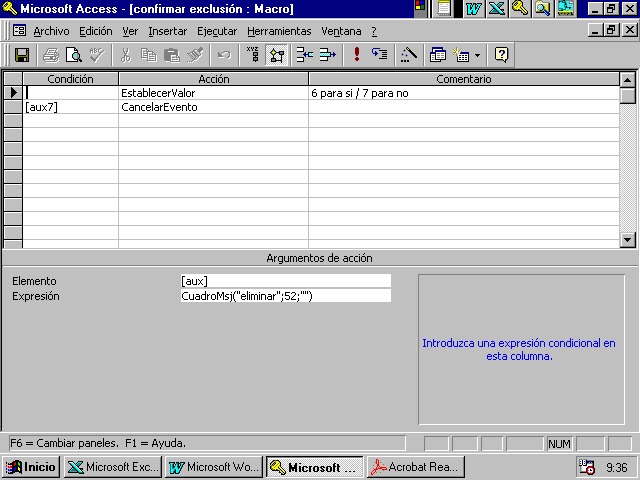 Microsoft Access - [confirmar exclusión : Macro]
Archivo Edición Ver Insertar Ejecutar Herramientas Ventana ?
Condición Acción Comentario
EstablecerValor 6 para si / 7 para no
[aux7] CancelarEvento
Argumentos de acción
Elemento [aux]
Expresión CuadroMsj("eliminar";52;"")
Introduzca una expresión condicional en
esta columna.
F6 = Cambiar paneles. F1 = Ayuda. NUM
Inicio Microsoft Exc... Microsoft Wo... Microsoft ... Acrobat Rea... 9:36